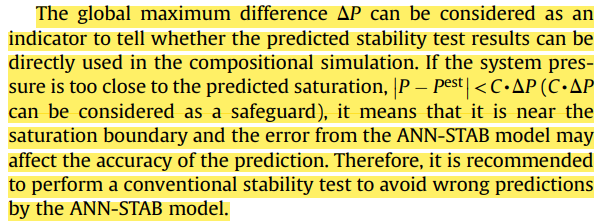 The global maximum difference ΔP can be considered as an
indicator to tell whether the predicted stability test results can be
directly used in the compositional simulation. If the system pres-
sure is too close to the predicted saturation, |P − Pᵉˢᵗ| < C•ΔP (C•ΔP
can be considered as a safeguard), it means that it is near the
saturation boundary and the error from the ANN-STAB model may
affect the accuracy of the prediction. Therefore, it is recommended
to perform a conventional stability test to avoid wrong predictions
by the ANN-STAB model.